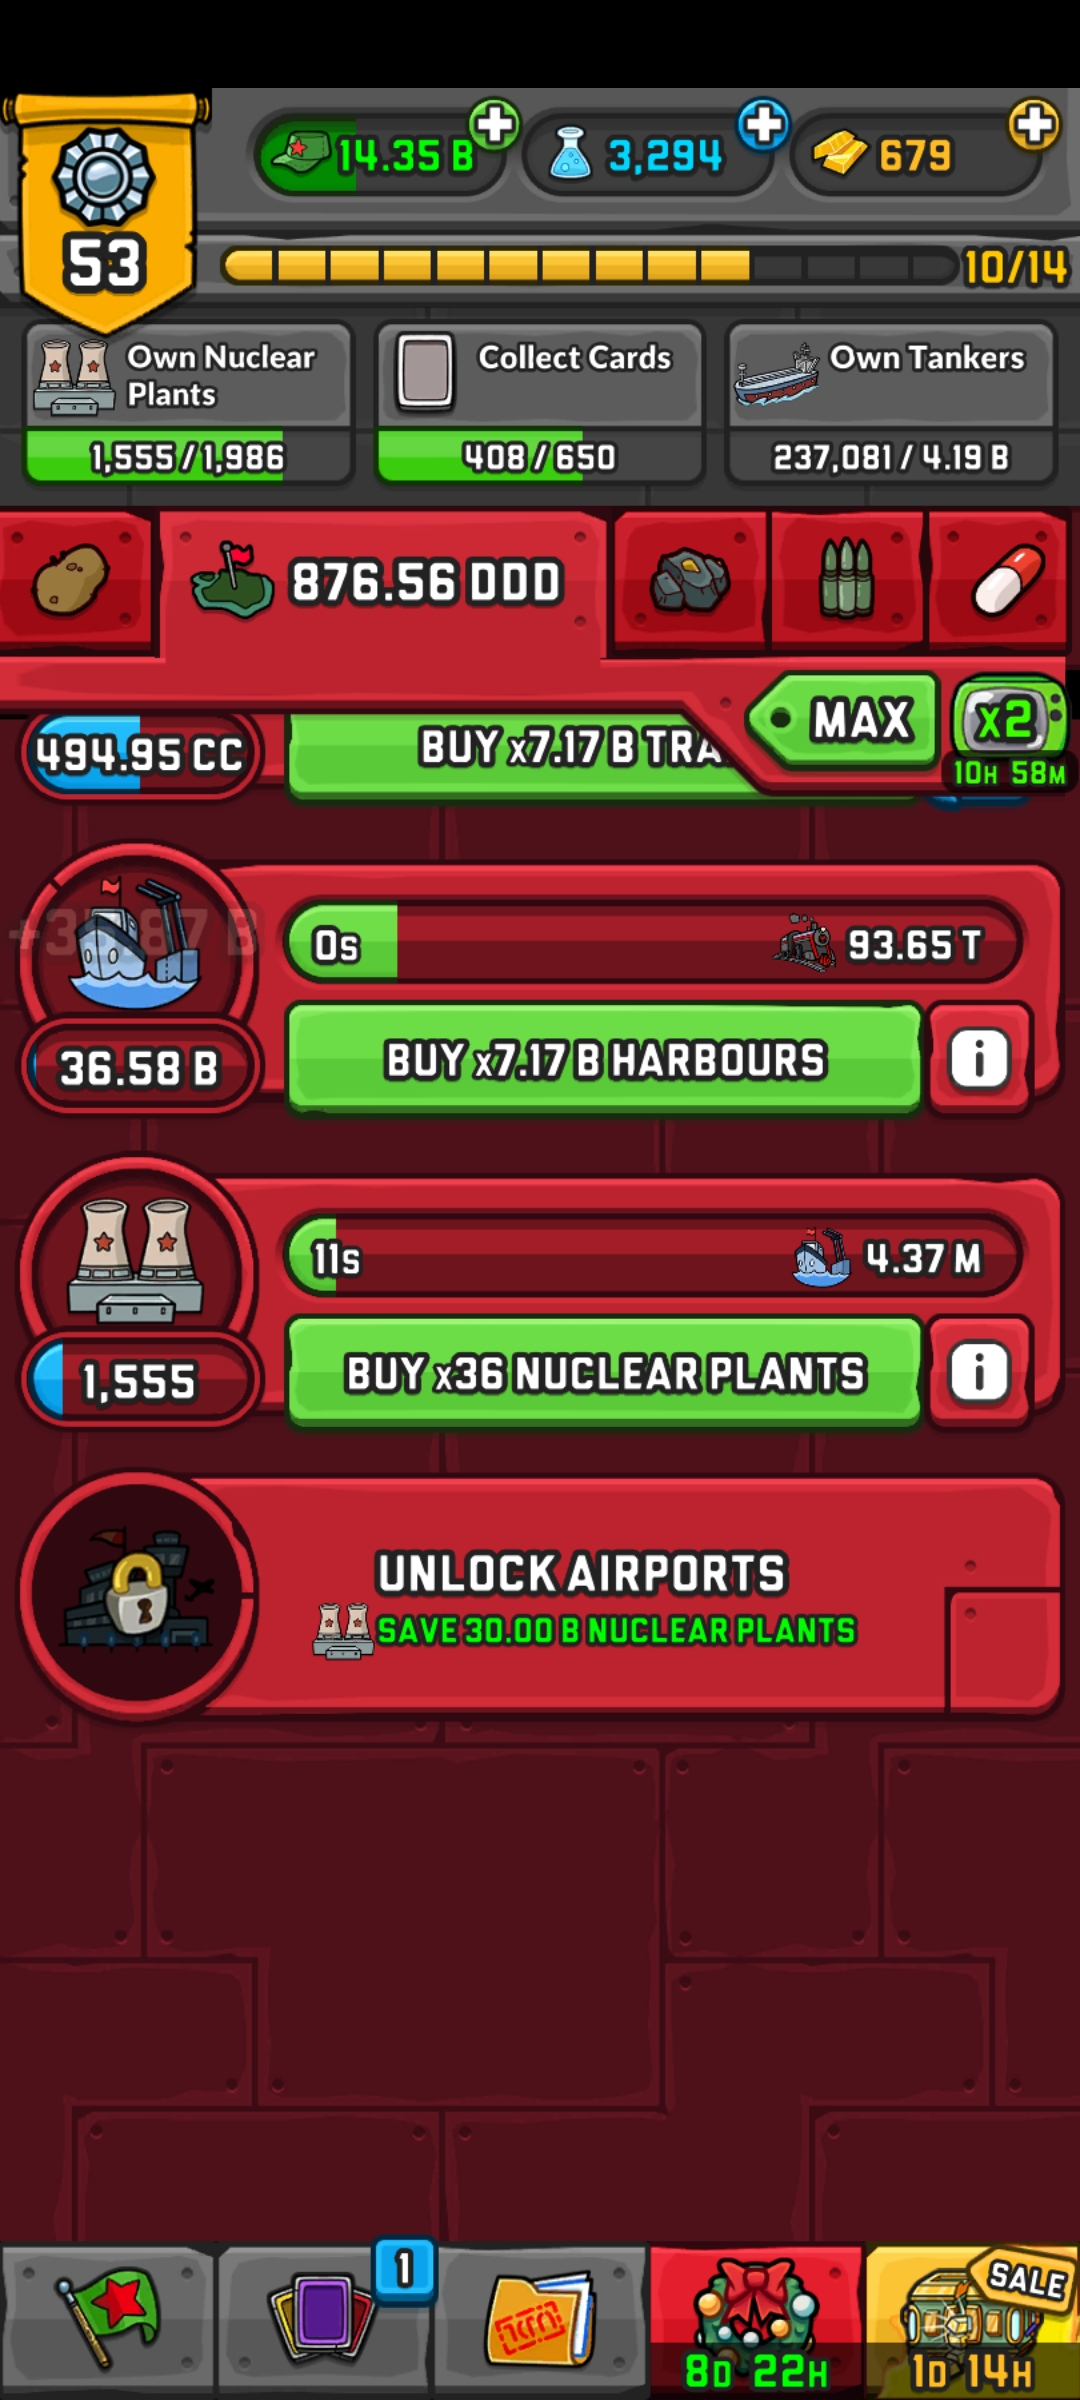 14.35 B
3,294
679
53
10/14
Own Nuclear
Plants
Collect Cards
Own Tankers
1,555/1,986
408/650
237,081/4.19 B
876.56 DDD
MAX
x2
10H 58M
494.95 CC
BUY x7.17 B TRA
0s
93.65 T
36.58 B
BUY x7.17 B HARBOURS
i
11s
4.37 M
1,555
BUY x36 NUCLEAR PLANTS
i
UNLOCK AIRPORTS
SAVE 30.00 B NUCLEAR PLANTS
1
SALE
8D 22H
1D 14H